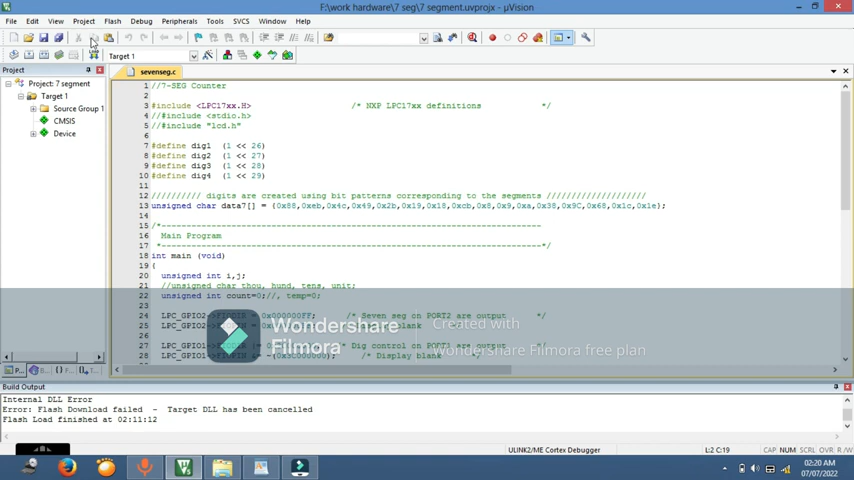 F:\work hardware\7 seg\7 segment.uvprojx - µVision
File Edit View Project Flash Debug Peripherals Tools SVCS Window Help
Target 1
Project
Project: 7 segment
Target 1
Source Group 1
CMSIS
Device
sevenseg.c
1 //7-SEG Counter
2
3 #include <LPC17xx.H> /* NXP LPC17xx definitions */
4 //#include <stdio.h>
5 //#include "lcd.h"
6
7 #define dig1 (1 << 26)
8 #define dig2 (1 << 27)
9 #define dig3 (1 << 28)
10 #define dig4 (1 << 29)
11
12 ////////// digits are created using bit patterns corresponding to the segments ////////////////////
13 unsigned char data7[] = {0x88,0xeb,0x4c,0x49,0x2b,0x19,0x18,0xcb,0x8,0x9,0xa,0x38,0x9C,0x68,0x1c,0x1e};
14
15 /*----------------------------------------------------------------------------
16 Main Program
17 *----------------------------------------------------------------------------*/
18 int main (void)
19 {
20 unsigned int i,j;
21 //unsigned char thou, hund, tens, unit;
22 unsigned int count=0;//, temp=0;
24 /* Seven seg on PORT2 are output */
25
27 /* Dig control on PORT1 are output */
28 /* Display blank */
Wondershare
Filmora
Created with
Wondershare Filmora free plan
Build Output
Internal DLL Error
Error: Flash Download failed - Target DLL has been cancelled
Flash Load finished at 02:11:12
ULINK2/ME Cortex Debugger L:2 C:19 CAP NUM SCRL OVR R/W
02:20 AM
07/07/2022